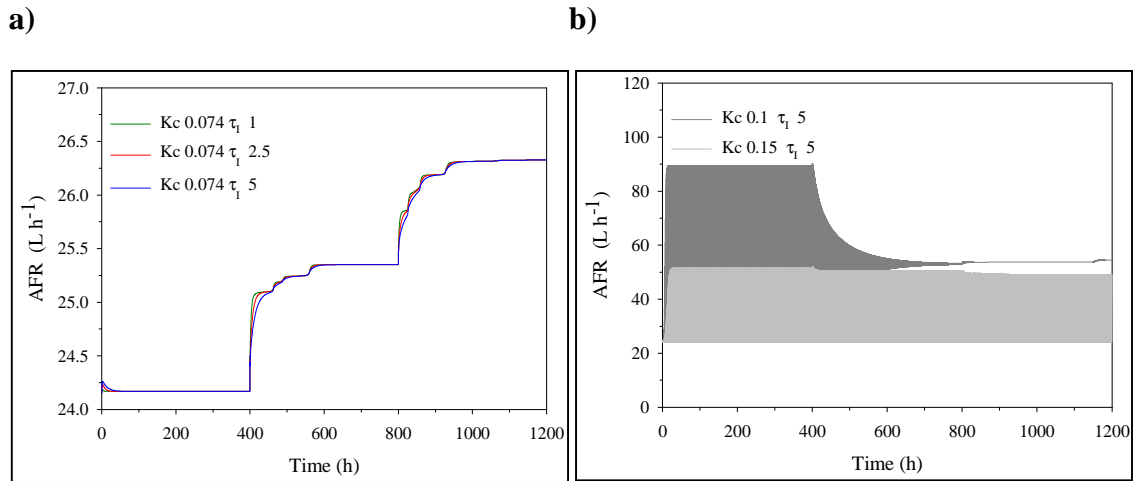 a)
b)
27.0
26.5
26.0
25.5
25.0
24.5
24.0
AFR (L h⁻¹)
Kc 0.074 τI 1
Kc 0.074 τI 2.5
Kc 0.074 τI 5
0 200 400 600 800 1000 1200
Time (h)
120
100
80
60
40
20
0
AFR (L h⁻¹)
Kc 0.1 τI 5
Kc 0.15 τI 5
0 200 400 600 800 1000 1200
Time (h)